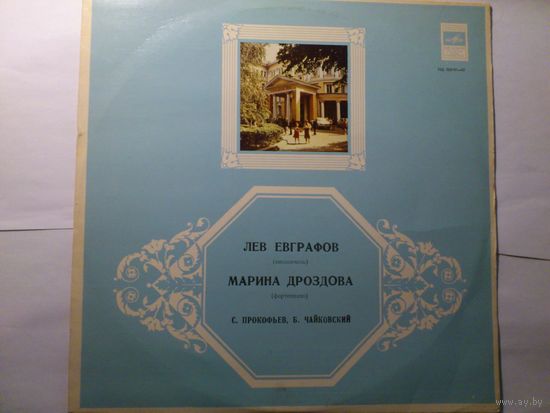 ЛЕВ ЕВГРАФОВ
(виолончель)
МАРИНА ДРОЗДОВА
(фортепиано)
С. ПРОКОФЬЕВ, Б. ЧАЙКОВСКИЙ
www.ay.by